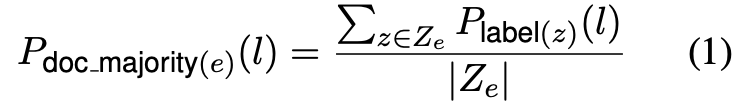 P_{doc_majority(e)}(l) = \frac{\sum_{z \in Z_e} P_{label(z)}(l)}{|Z_e|} (1)